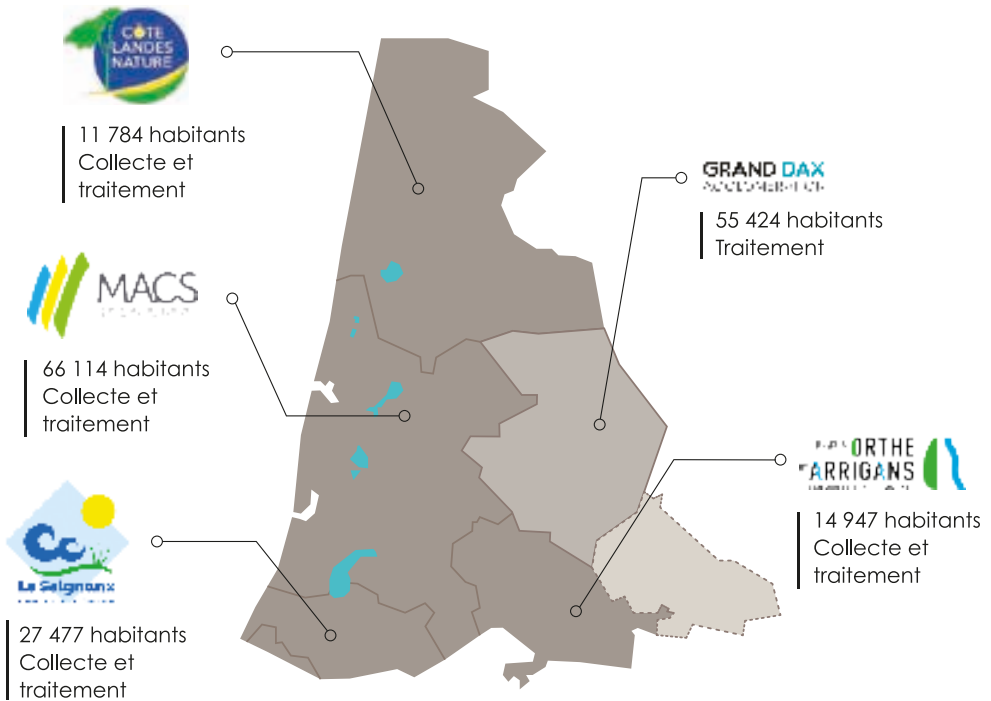 CÔTE
LANDES
NATURE
11 784 habitants
Collecte et
traitement
GRAND DAX
AGGLOMÉRATION
55 424 habitants
Traitement
MACS
66 114 habitants
Collecte et
traitement
ORTHE
ARRIGANS
14 947 habitants
Collecte et
traitement
Le Seignanx
27 477 habitants
Collecte et
traitement